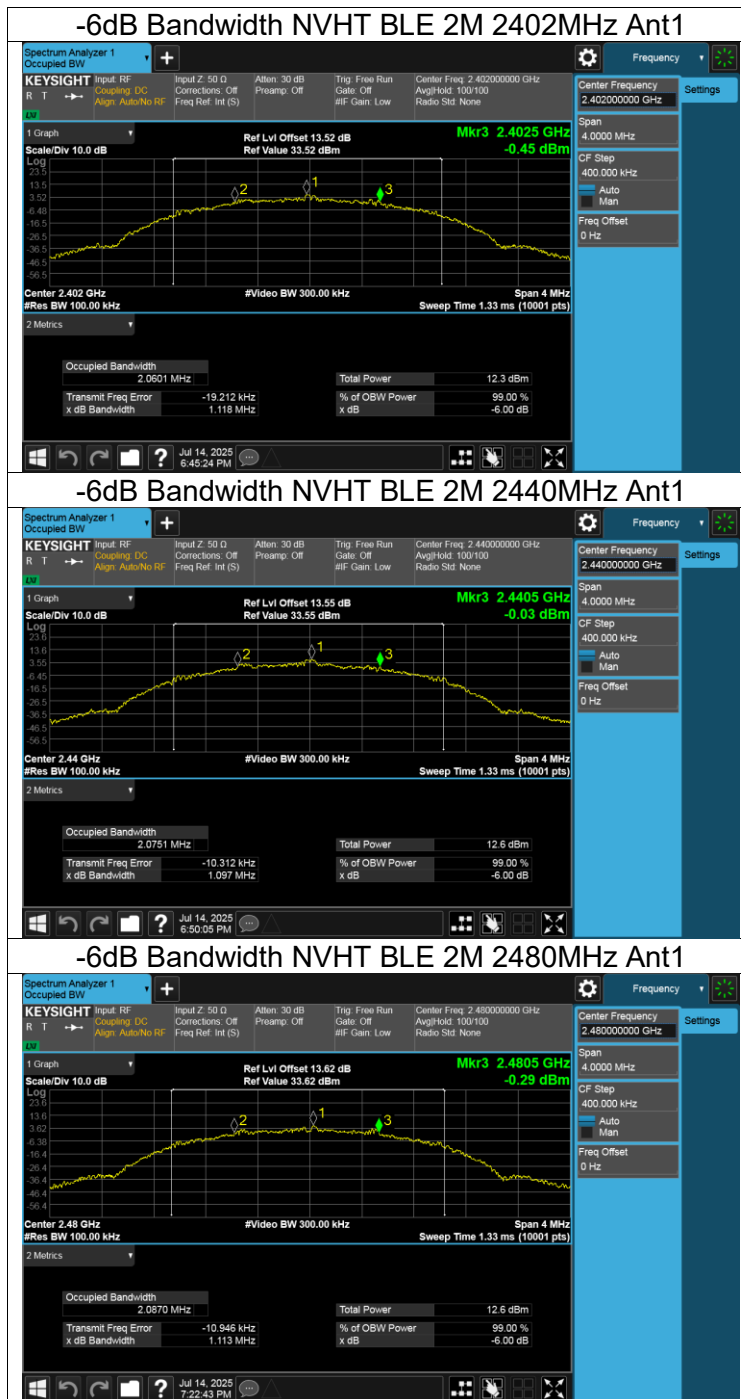 -6dB Bandwidth NVHT BLE 2M 2402MHz Ant1
Spectrum Analyzer 1
Occupied BW
Frequency
KEYSIGHT Input: RF Input Z: 50 Ω Atten: 30 dB Trig: Free Run Center Freq: 2.402000000 GHz
R T Coupling: DC Corrections: Off Preamp: Off Gate: Off Avg|Hold: 100/100
Align: Auto/No RF Freq Ref: Int (S) #IF Gain: Low Radio Std: None
LXI
Center Frequency
2.402000000 GHz
Settings
Span
4.0000 MHz
CF Step
400.000 kHz
Auto
Man
Freq Offset
0 Hz
1 Graph
Ref Lvl Offset 13.52 dB Mkr3 2.4025 GHz
Scale/Div 10.0 dB Ref Value 33.52 dBm -0.45 dBm
Log
23.5
13.5
3.52
-6.48
-16.5
-26.5
-36.5
-46.5
-56.5
2 1 3
Center 2.402 GHz #Video BW 300.00 kHz Span 4 MHz
#Res BW 100.00 kHz Sweep Time 1.33 ms (10001 pts)
2 Metrics
Occupied Bandwidth
2.0601 MHz Total Power 12.3 dBm
Transmit Freq Error -19.212 kHz % of OBW Power 99.00 %
x dB Bandwidth 1.118 MHz x dB -6.00 dB
? Jul 14, 2025
6:45:24 PM
-6dB Bandwidth NVHT BLE 2M 2440MHz Ant1
Spectrum Analyzer 1
Occupied BW
Frequency
KEYSIGHT Input: RF Input Z: 50 Ω Atten: 30 dB Trig: Free Run Center Freq: 2.440000000 GHz
R T Coupling: DC Corrections: Off Preamp: Off Gate: Off Avg|Hold: 100/100
Align: Auto/No RF Freq Ref: Int (S) #IF Gain: Low Radio Std: None
LXI
Center Frequency
2.440000000 GHz
Settings
Span
4.0000 MHz
CF Step
400.000 kHz
Auto
Man
Freq Offset
0 Hz
1 Graph
Ref Lvl Offset 13.55 dB Mkr3 2.4405 GHz
Scale/Div 10.0 dB Ref Value 33.55 dBm -0.03 dBm
Log
23.6
13.6
3.55
-6.45
-16.5
-26.5
-36.5
-46.5
-56.5
2 1 3
Center 2.44 GHz #Video BW 300.00 kHz Span 4 MHz
#Res BW 100.00 kHz Sweep Time 1.33 ms (10001 pts)
2 Metrics
Occupied Bandwidth
2.0751 MHz Total Power 12.6 dBm
Transmit Freq Error -10.312 kHz % of OBW Power 99.00 %
x dB Bandwidth 1.097 MHz x dB -6.00 dB
? Jul 14, 2025
6:50:05 PM
-6dB Bandwidth NVHT BLE 2M 2480MHz Ant1
Spectrum Analyzer 1
Occupied BW
Frequency
KEYSIGHT Input: RF Input Z: 50 Ω Atten: 30 dB Trig: Free Run Center Freq: 2.480000000 GHz
R T Coupling: DC Corrections: Off Preamp: Off Gate: Off Avg|Hold: 100/100
Align: Auto/No RF Freq Ref: Int (S) #IF Gain: Low Radio Std: None
LXI
Center Frequency
2.480000000 GHz
Settings
Span
4.0000 MHz
CF Step
400.000 kHz
Auto
Man
Freq Offset
0 Hz
1 Graph
Ref Lvl Offset 13.62 dB Mkr3 2.4805 GHz
Scale/Div 10.0 dB Ref Value 33.62 dBm -0.29 dBm
Log
23.6
13.6
3.62
-6.38
-16.4
-26.4
-36.4
-46.4
-56.4
2 1 3
Center 2.48 GHz #Video BW 300.00 kHz Span 4 MHz
#Res BW 100.00 kHz Sweep Time 1.33 ms (10001 pts)
2 Metrics
Occupied Bandwidth
2.0870 MHz Total Power 12.6 dBm
Transmit Freq Error -10.946 kHz % of OBW Power 99.00 %
x dB Bandwidth 1.113 MHz x dB -6.00 dB
? Jul 14, 2025
7:22:43 PM